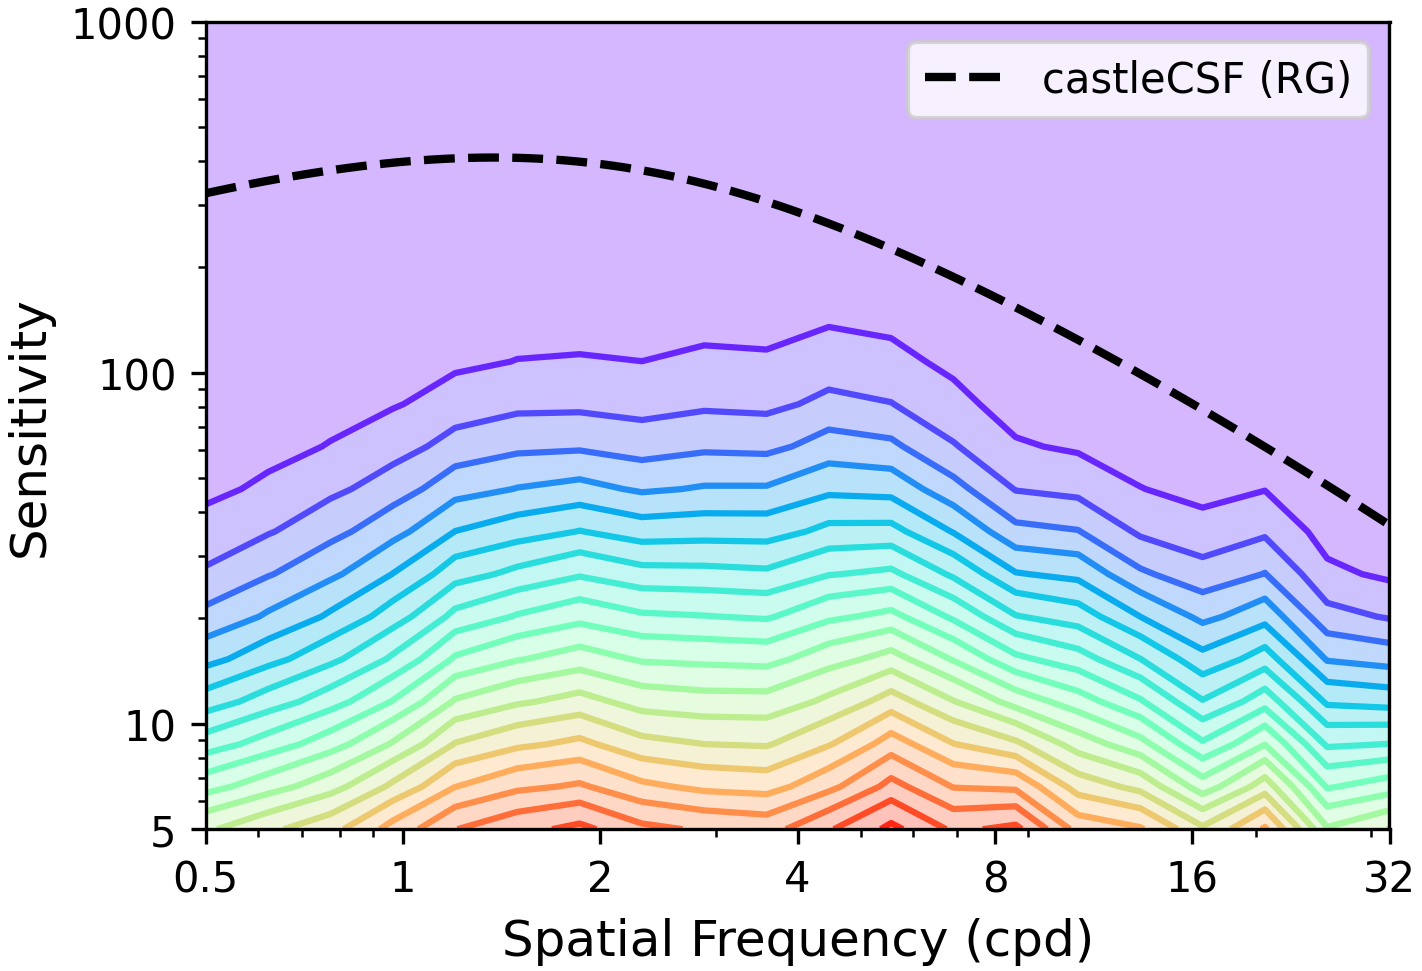 1000
100
10
5
Sensitivity
castleCSF (RG)
0.5 1 2 4 8 16 32
Spatial Frequency (cpd)